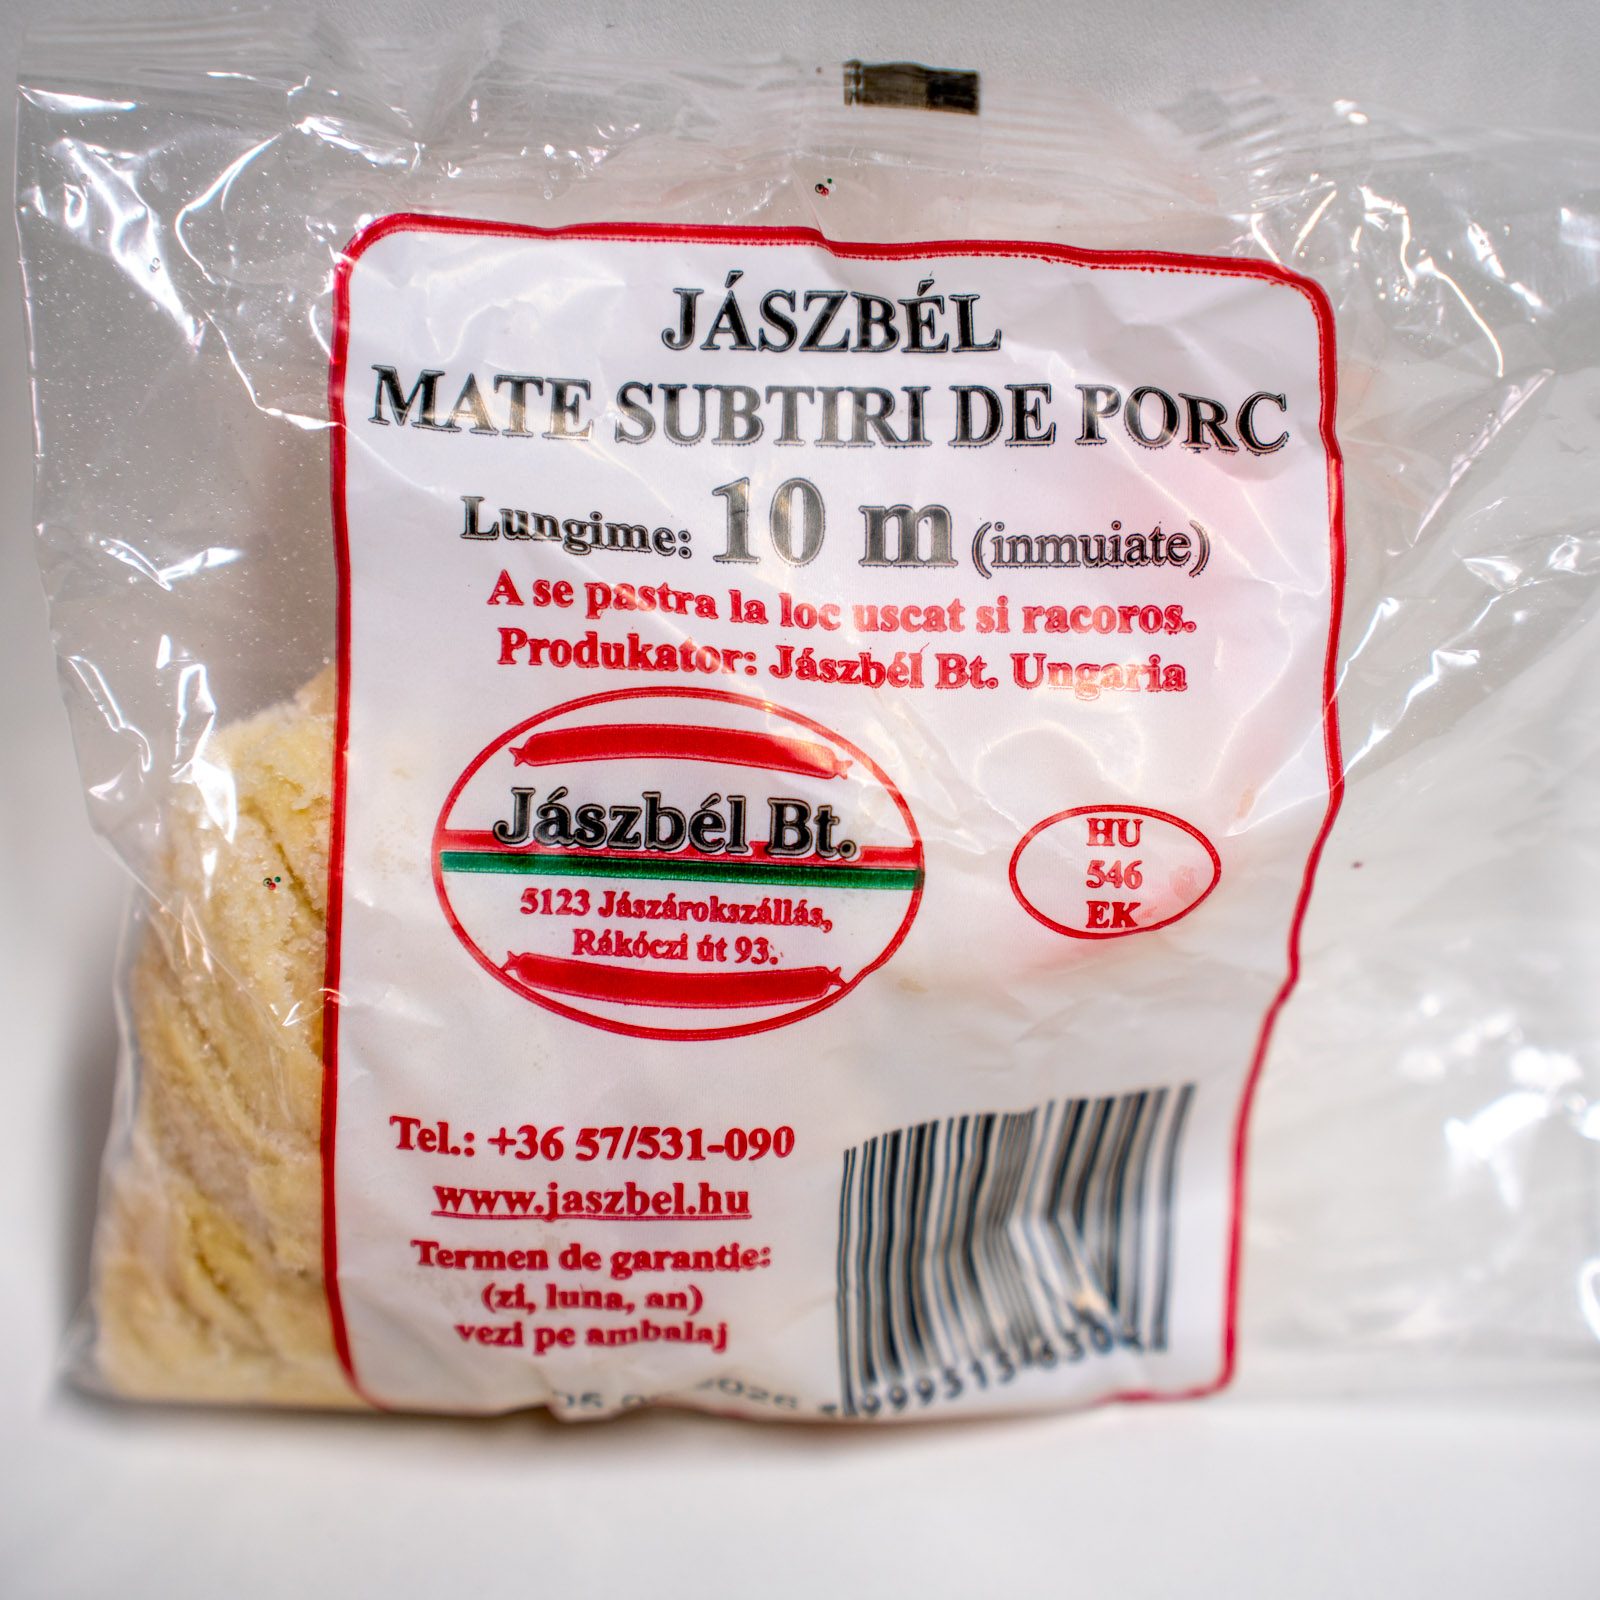 JÁSZBÉL
MATE SUBTIRI DE PORC
Lungime: 10 m (inmuiate)
A se pastra la loc uscat si racoros.
Produkator: Jászbél Bt. Ungaria
Jászbél Bt.
5123 Jászárokszállás,
Rákóczi út 93.
HU
546
EK
Tel.: +36 57/531-090
www.jaszbel.hu
Termen de garantie:
(zi, luna, an)
vezi pe ambalaj
2026